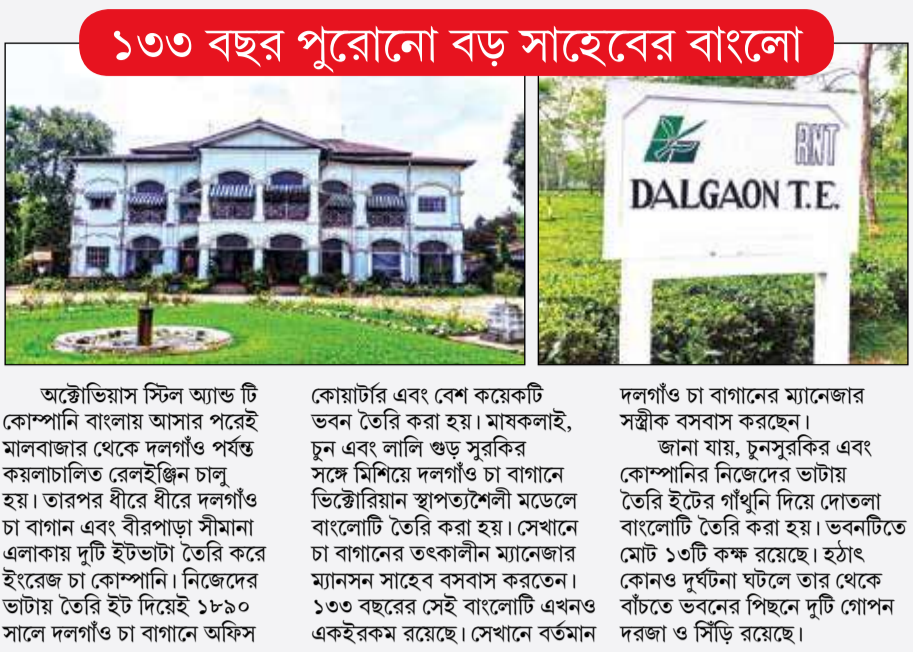 ১৩৩ বছর পুরোনো বড় সাহেবের বাংলো
RNT
DALGAON T.E.
অক্টোভিয়াস স্টিল অ্যান্ড টি
কোম্পানি বাংলায় আসার পরেই
মালবাজার থেকে দলগাঁও পর্যন্ত
কয়লাচালিত রেলইঞ্জিন চালু
হয়। তারপর ধীরে ধীরে দলগাঁও
চা বাগান এবং বীরপাড়া সীমানা
এলাকায় দুটি ইটভাটা তৈরি করে
ইংরেজ চা কোম্পানি। নিজেদের
ভাটায় তৈরি ইট দিয়েই ১৮৯০
সালে দলগাঁও চা বাগানে অফিস
কোয়ার্টার এবং বেশ কয়েকটি
ভবন তৈরি করা হয়। মাষকলাই,
চুন এবং লালি গুড় সুরকির
সঙ্গে মিশিয়ে দলগাঁও চা বাগানে
ভিক্টোরিয়ান স্থাপত্যশৈলী মডেলে
বাংলোটি তৈরি করা হয়। সেখানে
চা বাগানের তৎকালীন ম্যানেজার
ম্যানসন সাহেব বসবাস করতেন।
১৩৩ বছরের সেই বাংলোটি এখনও
একইরকম রয়েছে। সেখানে বর্তমান
দলগাঁও চা বাগানের ম্যানেজার
সস্ত্রীক বসবাস করছেন।
জানা যায়, চুনসুরকির এবং
কোম্পানির নিজেদের ভাটায়
তৈরি ইটের গাঁথুনি দিয়ে দোতলা
বাংলোটি তৈরি করা হয়। ভবনটিতে
মোট ১৩টি কক্ষ রয়েছে। হঠাৎ
কোনও দুর্ঘটনা ঘটলে তার থেকে
বাঁচতে ভবনের পিছনে দুটি গোপন
দরজা ও সিঁড়ি রয়েছে।